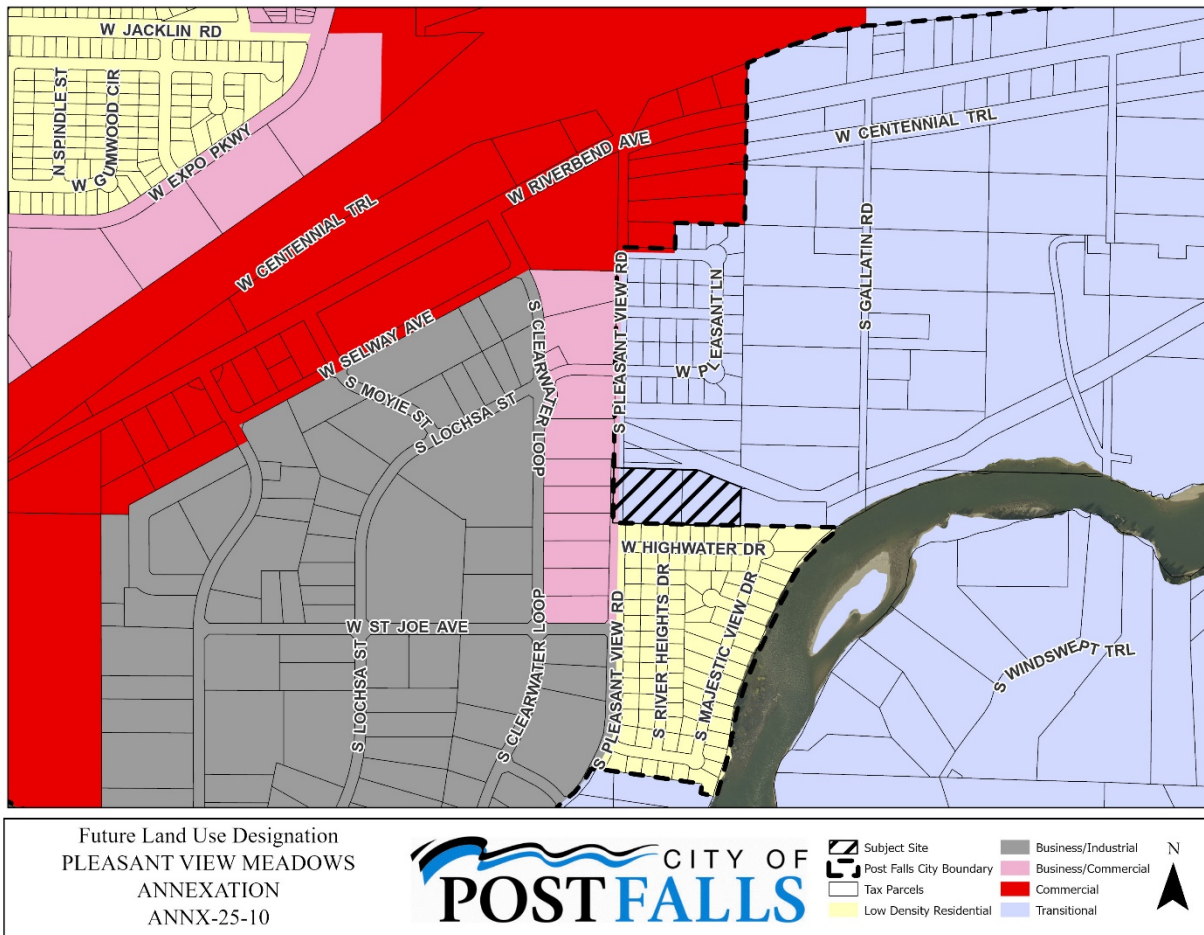 W JACKLIN RD
N SPINDLE ST
W GUMWOOD CIR
W EXPO PKWY
W CENTENNIAL TRL
W RIVERBEND AVE
W CENTENNIAL TRL
S GALLATIN RD
S PLEASANT VIEW RD
W PLEASANT LN
W SELWAY AVE
S MOYIE ST
S LOCHSA ST
S CLEARWATER LOOP
W HIGHWATER DR
S RIVER HEIGHTS DR
S MAJESTIC VIEW DR
W ST JOE AVE
S LOCHSA ST
S CLEARWATER LOOP
S PLEASANT VIEW RD
S WINDSWEPT TRL
Future Land Use Designation
PLEASANT VIEW MEADOWS
ANNEXATION
ANNX-25-10
CITY OF
POST FALLS
Subject Site
Post Falls City Boundary
Tax Parcels
Low Density Residential
Business/Industrial
Business/Commercial
Commercial
Transitional
N